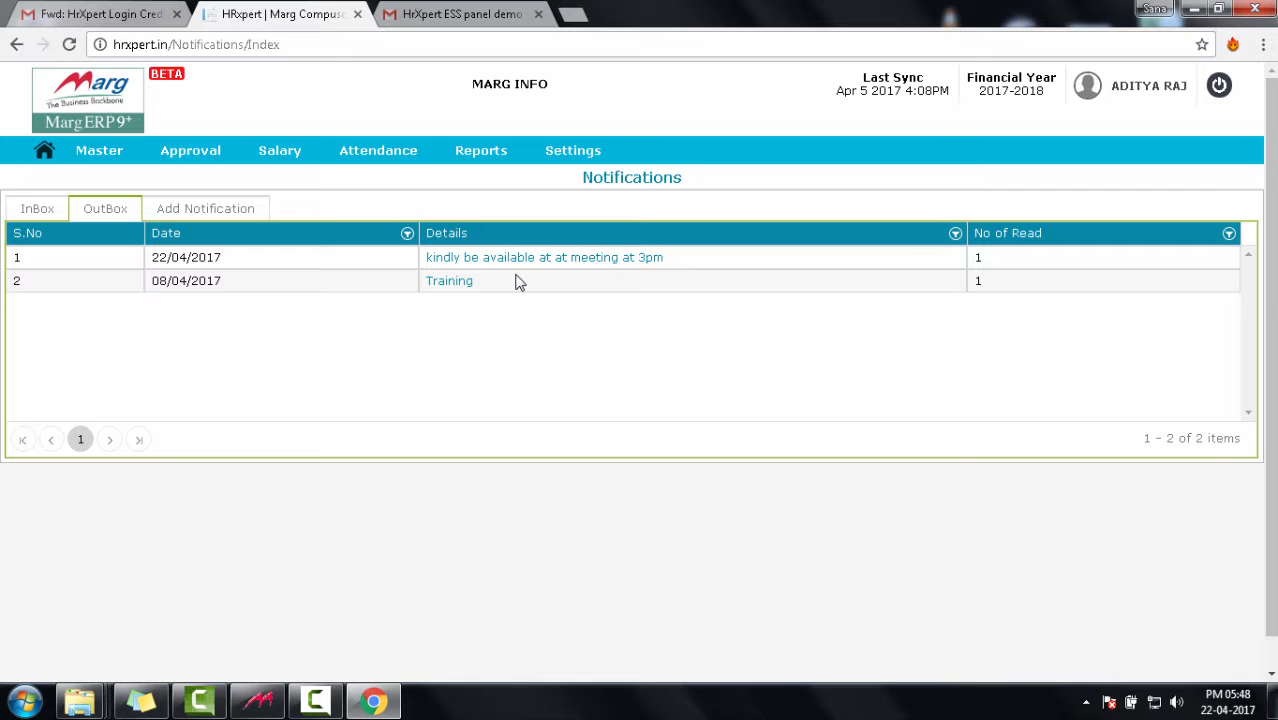 Fwd: HrXpert Login Cred
HRxpert | Marg Compus
HrXpert ESS panel demo
Sana
hrxpert.in/Notifications/Index
Marg
The Business Backbone
MargERP 9+
BETA
MARG INFO
Last Sync
Apr 5 2017 4:08PM
Financial Year
2017-2018
ADITYA RAJ
Master Approval Salary Attendance Reports Settings
Notifications
InBox OutBox Add Notification
S.No Date Details No of Read
1 22/04/2017 kindly be available at at meeting at 3pm 1
2 08/04/2017 Training 1
1
1 - 2 of 2 items
PM 05:48
22-04-2017